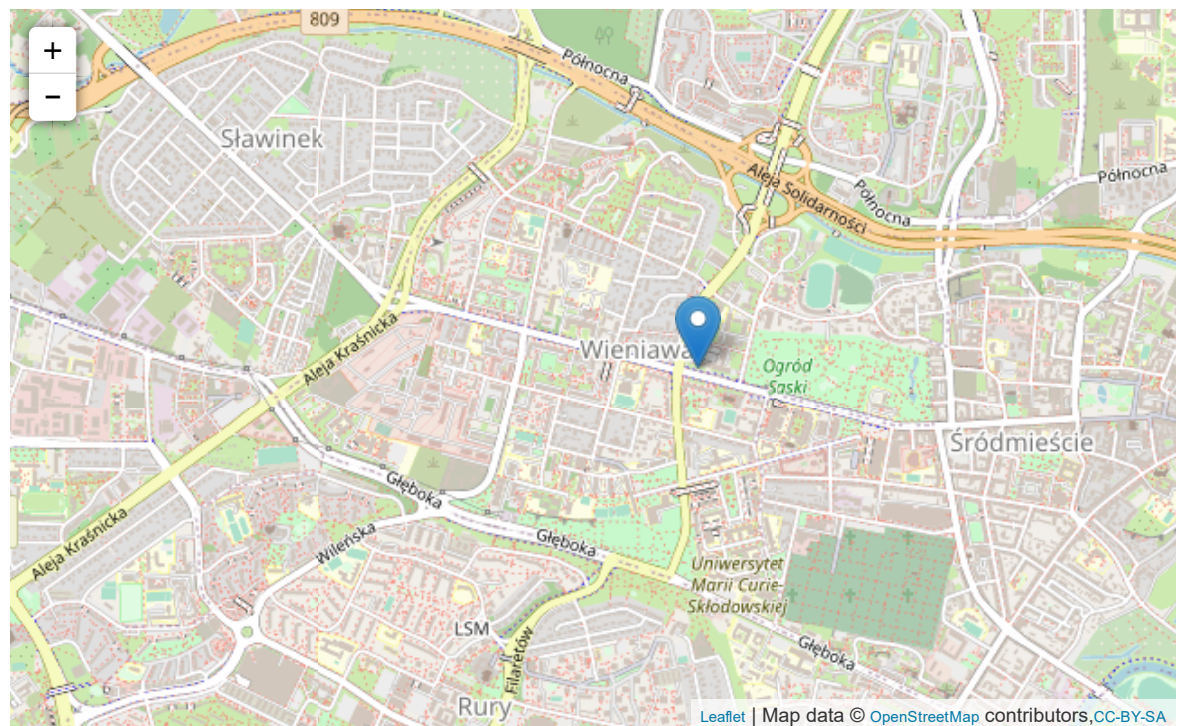 +
−
809
Północna
Sławinek
Aleja Solidarności
Północna
Północna
Aleja Kraśnicka
Wieniawa
Ogród
Saski
Śródmieście
Głęboka
Aleja Kraśnicka
Wileńska
Głęboka
Uniwersytet
Marii Curie-
Skłodowskiej
LSM
Filaretów
Głęboka
Rury
Leaflet | Map data © OpenStreetMap contributors,CC-BY-SA